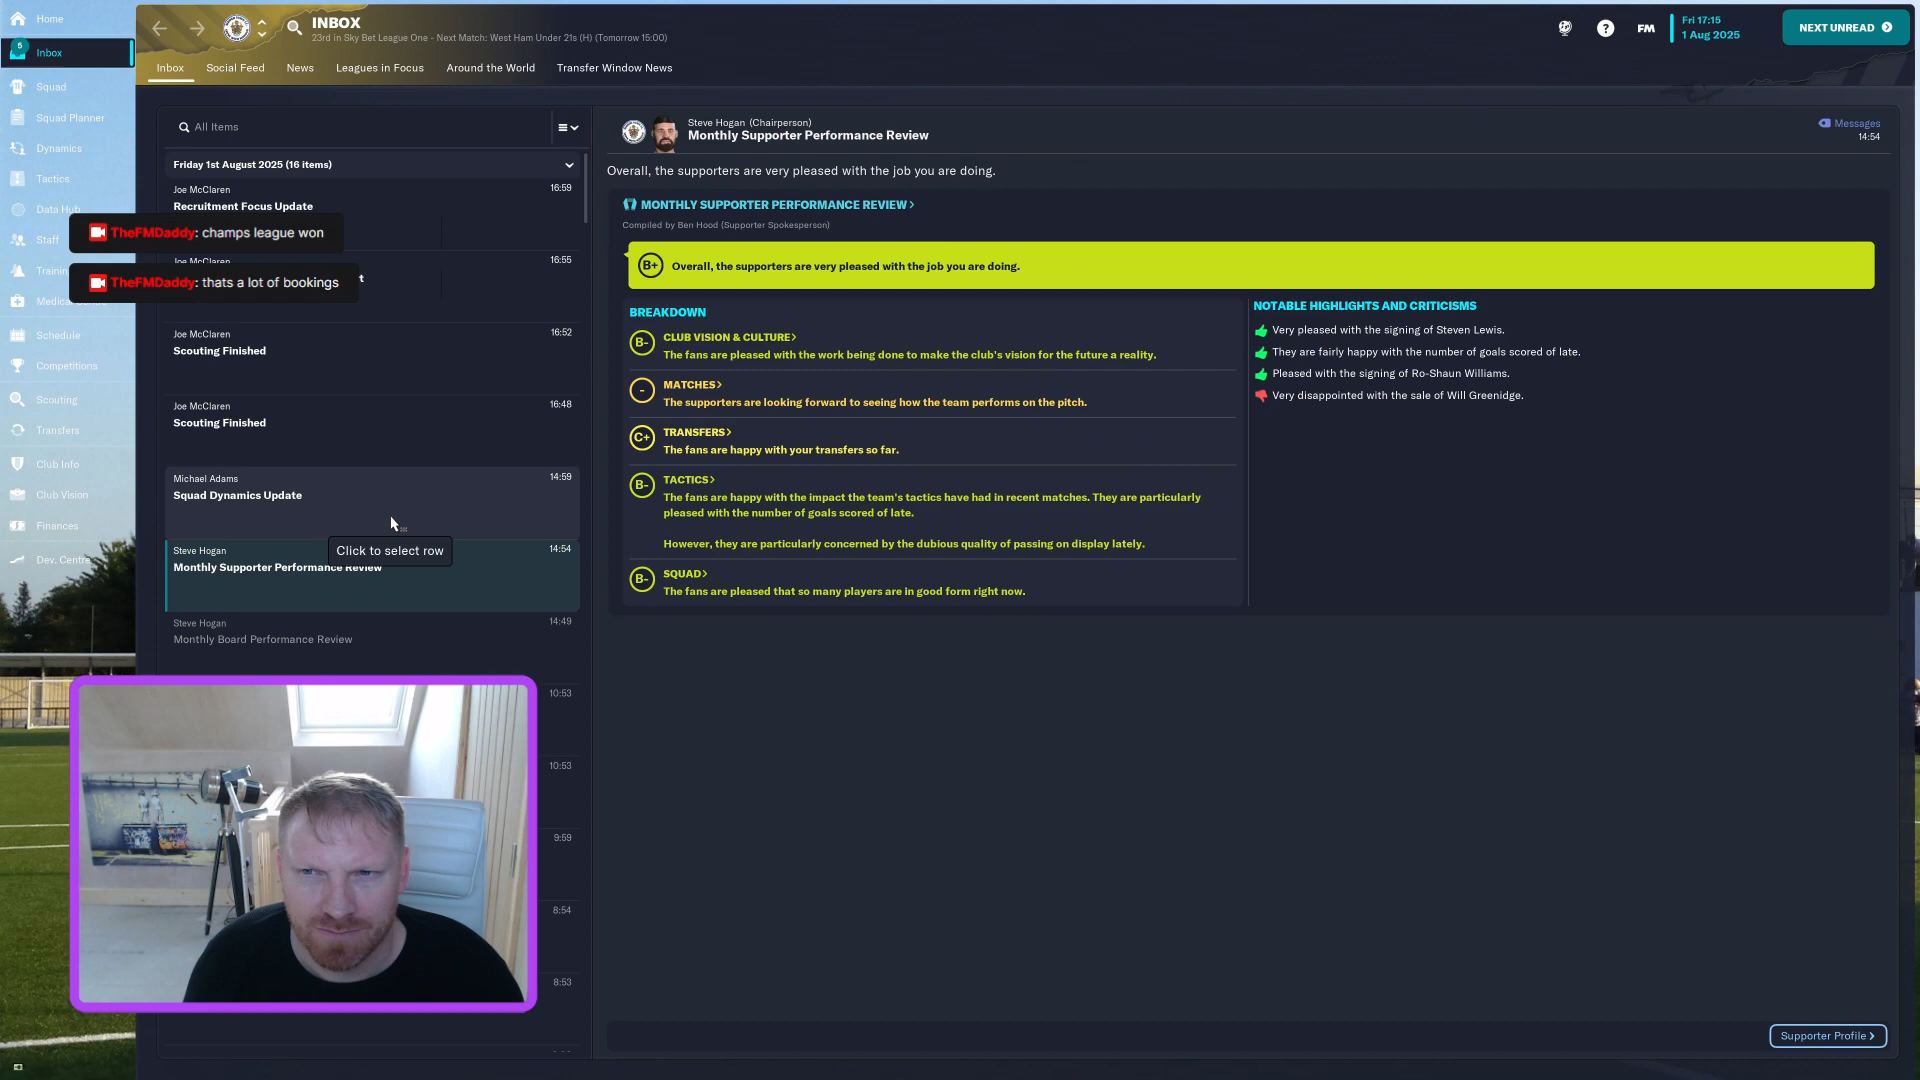 Home
5
Inbox
Squad
Squad Planner
Dynamics
Tactics
Data Hub
Staff
Medical
Schedule
Competitions
Scouting
Transfers
Club Info
Club Vision
Finances
Dev. Centre
INBOX
23rd in Sky Bet League One - Next Match: West Ham Under 21s (H) (Tomorrow 15:00)
FM
Fri 17:15
1 Aug 2025
NEXT UNREAD
Inbox
Social Feed
News
Leagues in Focus
Around the World
Transfer Window News
All Items
Friday 1st August 2025 (16 items)
Joe McClaren
16:59
Recruitment Focus Update
TheFMDaddy: champs league won
Joe McClaren
16:55
TheFMDaddy: thats a lot of bookings
Joe McClaren
16:52
Scouting Finished
Joe McClaren
16:48
Scouting Finished
Michael Adams
14:59
Squad Dynamics Update
Click to select row
Steve Hogan
14:54
Monthly Supporter Performance Review
Steve Hogan
14:49
Monthly Board Performance Review
10:53
10:53
9:59
8:54
8:53
Steve Hogan (Chairperson)
Monthly Supporter Performance Review
Messages
14:54
Overall, the supporters are very pleased with the job you are doing.
MONTHLY SUPPORTER PERFORMANCE REVIEW >
Compiled by Ben Hood (Supporter Spokesperson)
B+
Overall, the supporters are very pleased with the job you are doing.
BREAKDOWN
B-
CLUB VISION & CULTURE >
The fans are pleased with the work being done to make the club's vision for the future a reality.
-
MATCHES >
The supporters are looking forward to seeing how the team performs on the pitch.
C+
TRANSFERS >
The fans are happy with your transfers so far.
B-
TACTICS >
The fans are happy with the impact the team's tactics have had in recent matches. They are particularly
pleased with the number of goals scored of late.
However, they are particularly concerned by the dubious quality of passing on display lately.
B-
SQUAD >
The fans are pleased that so many players are in good form right now.
NOTABLE HIGHLIGHTS AND CRITICISMS
Very pleased with the signing of Steven Lewis.
They are fairly happy with the number of goals scored of late.
Pleased with the signing of Ro-Shaun Williams.
Very disappointed with the sale of Will Greenidge.
Supporter Profile >